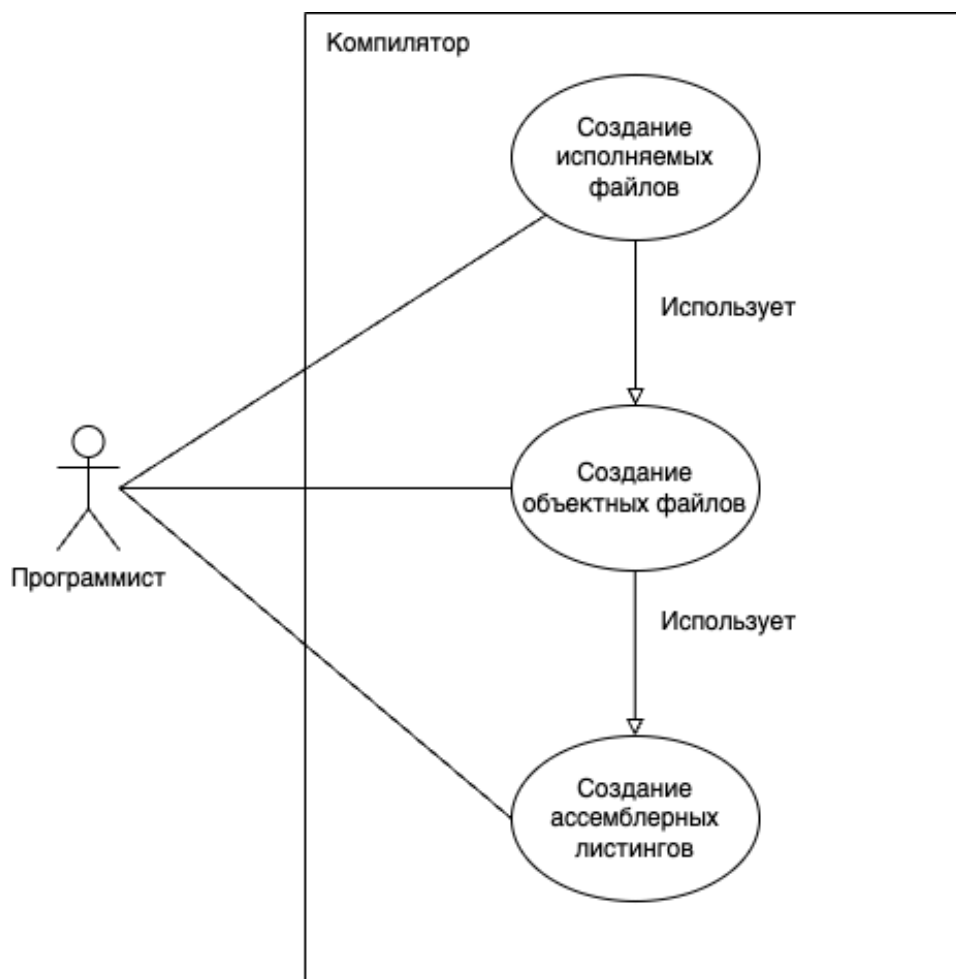 Компилятор
Создание
исполняемых
файлов
Использует
Создание
объектных файлов
Программист
Использует
Создание
ассемблерных
листингов